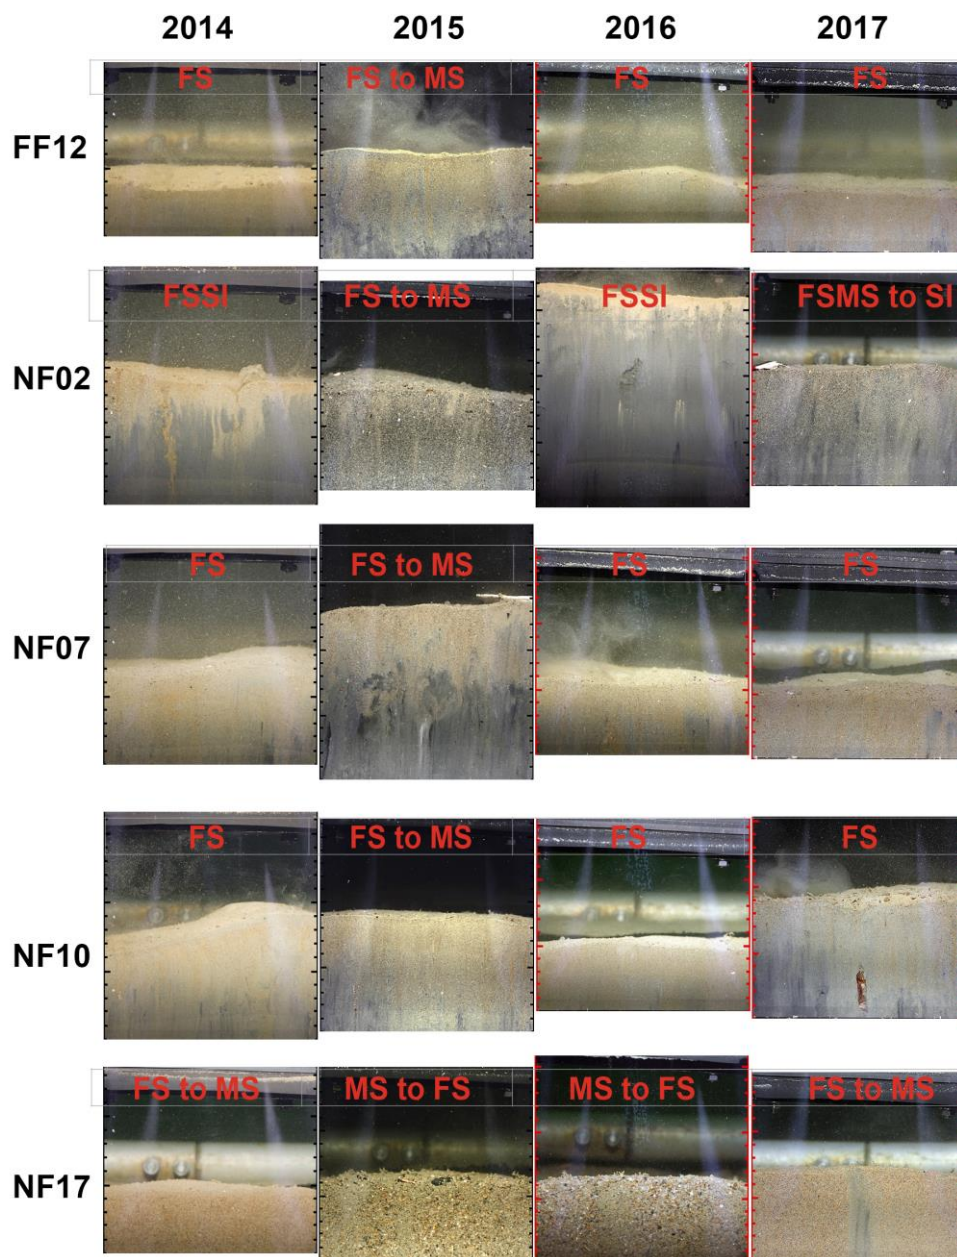 2014 2015 2016 2017
FF12 FS FS to MS FS FS
NF02 FSSI FS to MS FSSI FSMS to SI
NF07 FS FS to MS FS FS
NF10 FS FS to MS FS FS
NF17 FS to MS MS to FS MS to FS FS to MS